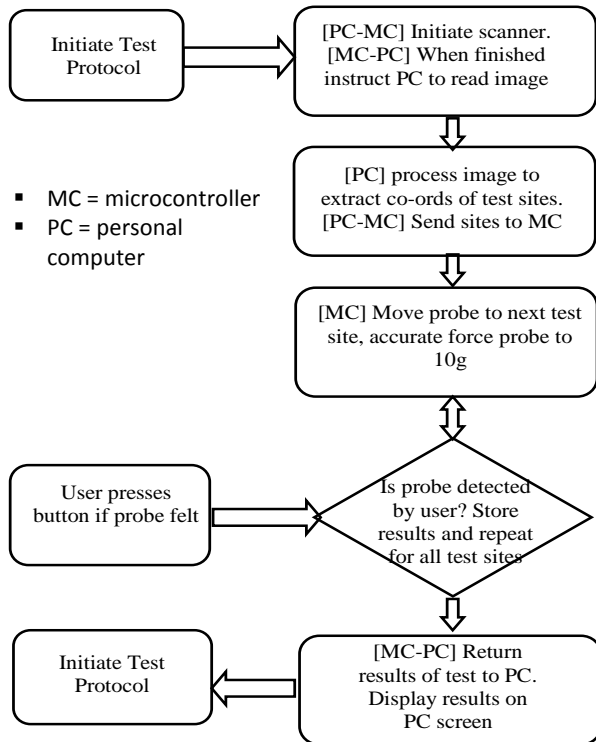 Initiate Test
Protocol
[PC-MC] Initiate scanner.
[MC-PC] When finished
instruct PC to read image
[PC] process image to
extract co-ords of test sites.
[PC-MC] Send sites to MC
▪ MC = microcontroller
▪ PC = personal
computer
[MC] Move probe to next test
site, accurate force probe to
10g
User presses
button if probe felt
Is probe detected
by user? Store
results and repeat
for all test sites
[MC-PC] Return
results of test to PC.
Display results on
PC screen
Initiate Test
Protocol